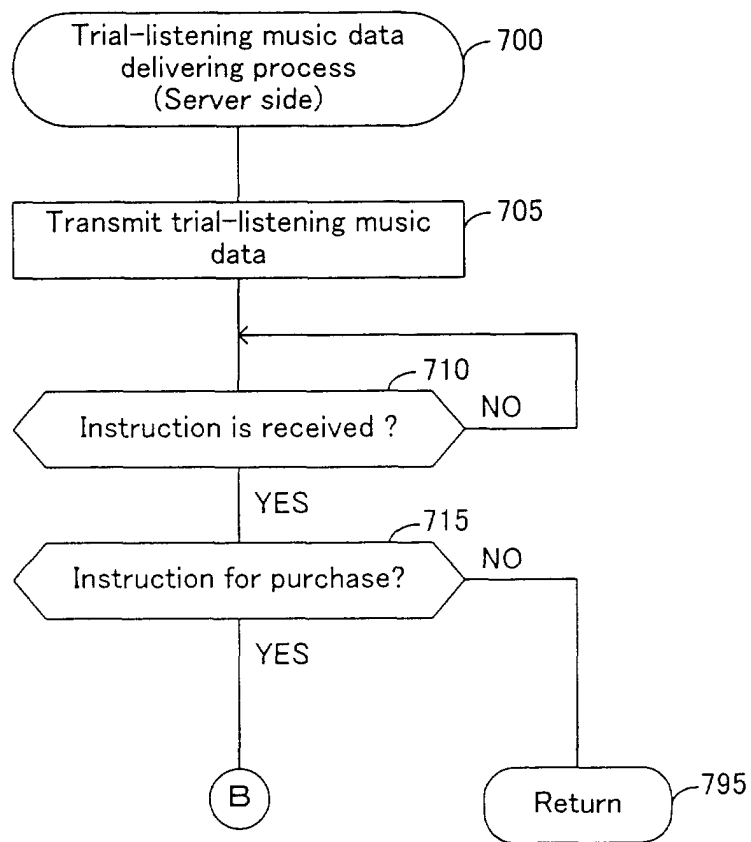 Trial-listening music data
delivering process
(Server side)
700
Transmit trial-listening music
data
705
710
Instruction is received ?
NO
YES
715
Instruction for purchase?
NO
YES
B
Return
795